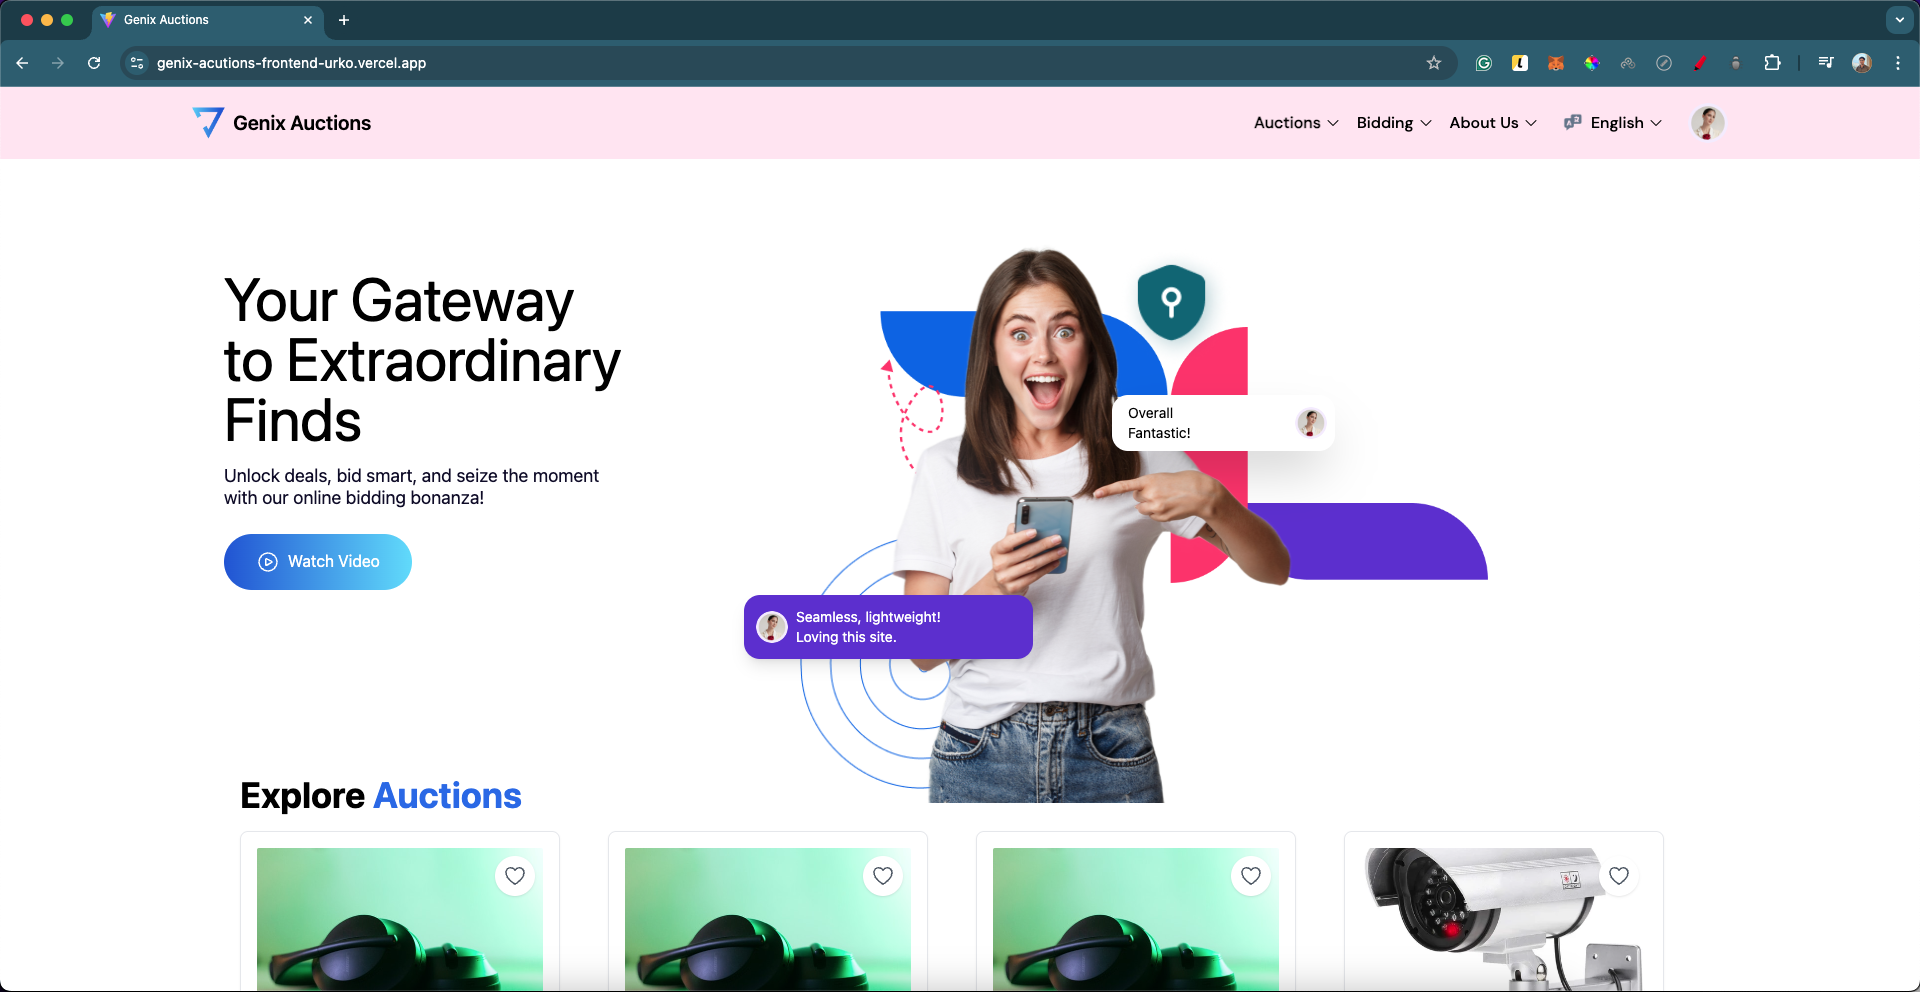 Genix Auctions
genix-acutions-frontend-urko.vercel.app
Genix Auctions
Auctions
Bidding
About Us
English
Your Gateway
to Extraordinary
Finds
Unlock deals, bid smart, and seize the moment
with our online bidding bonanza!
Watch Video
Overall
Fantastic!
Seamless, lightweight!
Loving this site.
Explore Auctions